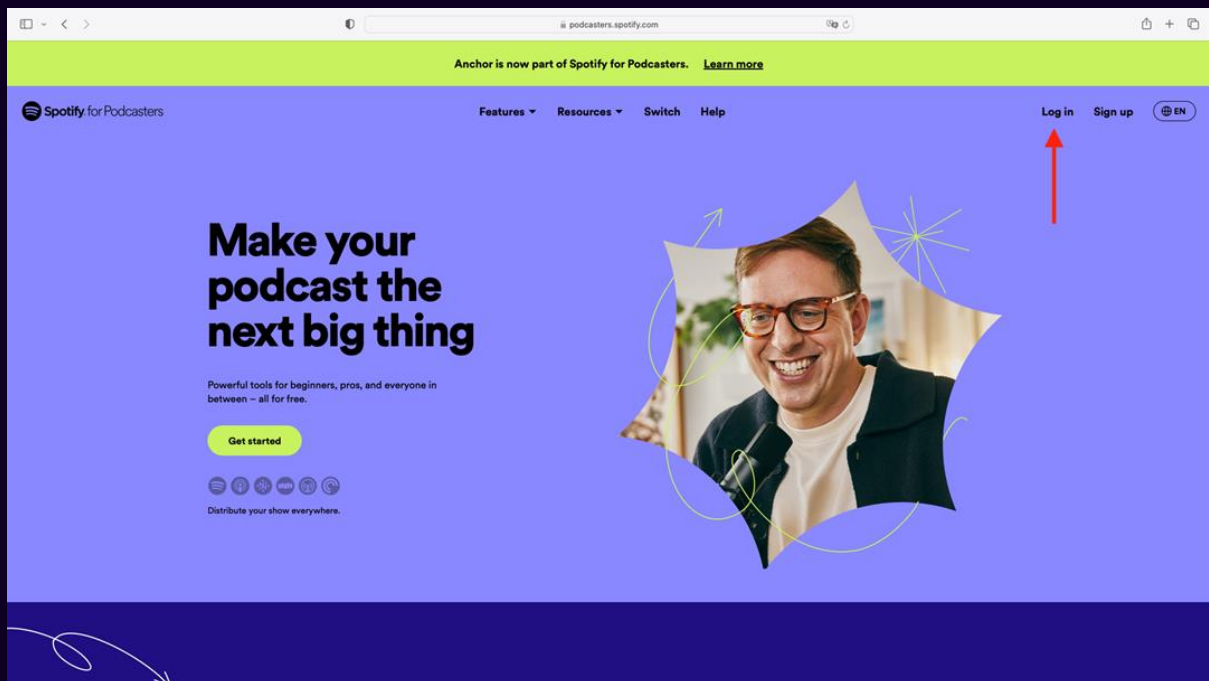 podcasters.spotify.com
Anchor is now part of Spotify for Podcasters. Learn more
Spotify for Podcasters Features Resources Switch Help Log in Sign up EN
Make your
podcast the
next big thing
Powerful tools for beginners, pros, and everyone in
between – all for free.
Get started
Distribute your show everywhere.